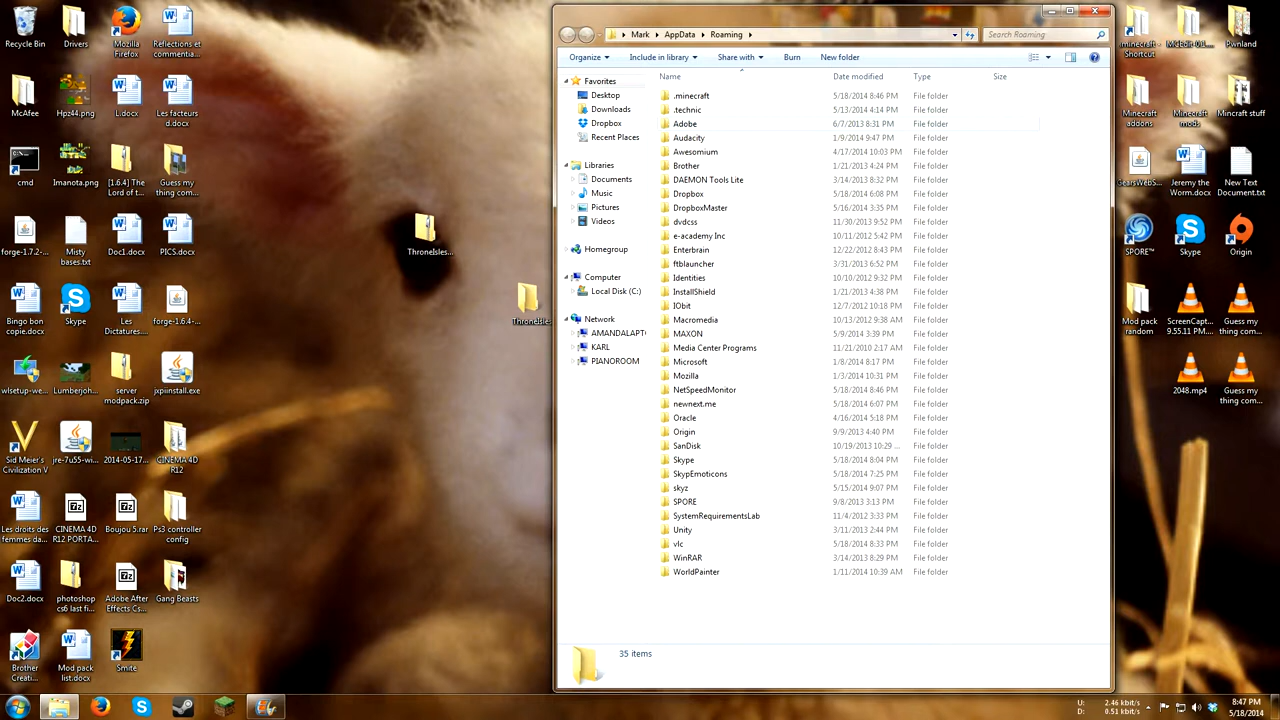 Recycle Bin
Drivers
Mozilla Firefox
Réflections et commentia...
McAfee
Hpz44.png
L.docx
Les facteurs d.docx
cmd
Imanota.png
[1.6.4] The Lord of t...
Guess my thing com...
forge-1.7.2-...
Misty bases.txt
Doc1.docx
PICS.docx
Bingo bon copie.docx
Skype
Les Dictatures...
forge-1.6.4-...
wlsetup-we...
Lumberjoh...
server modpack.zip
jxpiinstall.exe
Sid Meier's Civilization V
jre-7u55-wi...
2014-05-17...
CINEMA 4D R12
Les droits des femmes da...
CINEMA 4D R12 PORTA...
Boujou 5.rar
Ps3 controller config
Doc2.docx
photoshop cs6 last fi...
Adobe After Effects Cs...
Gang Beasts
Brother Creati...
Mod pack list.docx
Smite
ThroneIsles...
ThroneIsles
Mark
AppData
Roaming
Search Roaming
Organize
Include in library
Share with
Burn
New folder
Favorites
Desktop
Downloads
Dropbox
Recent Places
Libraries
Documents
Music
Pictures
Videos
Homegroup
Computer
Local Disk (C:)
Network
AMANDALAPT
KARL
PIANOROOM
Name Date modified Type Size
.minecraft 5/18/2014 8:46 PM File folder
.technic 5/13/2014 4:14 PM File folder
Adobe 6/7/2013 8:31 PM File folder
Audacity 1/9/2014 9:47 PM File folder
Awesomium 4/17/2014 10:03 PM File folder
Brother 1/21/2013 4:24 PM File folder
DAEMON Tools Lite 3/14/2013 8:32 PM File folder
Dropbox 5/18/2014 6:08 PM File folder
DropboxMaster 5/16/2014 3:35 PM File folder
dvdcss 11/30/2013 9:52 PM File folder
e-academy Inc 10/11/2012 5:42 PM File folder
Enterbrain 12/22/2012 8:43 PM File folder
ftblauncher 3/31/2013 6:52 PM File folder
Identities 10/10/2012 9:32 PM File folder
InstallShield 1/21/2013 4:38 PM File folder
IObit 12/7/2012 10:18 PM File folder
Macromedia 10/13/2012 9:38 AM File folder
MAXON 5/9/2014 3:39 PM File folder
Media Center Programs 11/21/2010 2:17 AM File folder
Microsoft 1/8/2014 8:17 PM File folder
Mozilla 1/3/2014 10:31 PM File folder
NetSpeedMonitor 5/18/2014 8:46 PM File folder
newnext.me 5/18/2014 6:07 PM File folder
Oracle 4/16/2014 5:18 PM File folder
Origin 9/9/2013 4:40 PM File folder
SanDisk 10/19/2013 10:29 ... File folder
Skype 5/18/2014 8:04 PM File folder
SkypEmoticons 5/18/2014 7:25 PM File folder
skyz 5/15/2014 9:07 PM File folder
SPORE 9/8/2013 3:13 PM File folder
SystemRequirementsLab 11/4/2012 3:33 PM File folder
Unity 3/11/2013 2:44 PM File folder
vlc 5/18/2014 8:33 PM File folder
WinRAR 3/14/2013 8:29 PM File folder
WorldPainter 1/11/2014 10:39 AM File folder
35 items
minecraft Shortcut
Pwnland
Minecraft addons
Minecraft mods
Mincraft stuff
Jeremy the Worm.docx
New Text Document.txt
SPORE™
Skype
Origin
Mod pack random
ScreenCapt... 9.55.11 PM...
Guess my thing com...
2048.mp4
Guess my thing com...
U: 2.46 kbit/s
D: 0.51 kbit/s
8:47 PM
5/18/2014